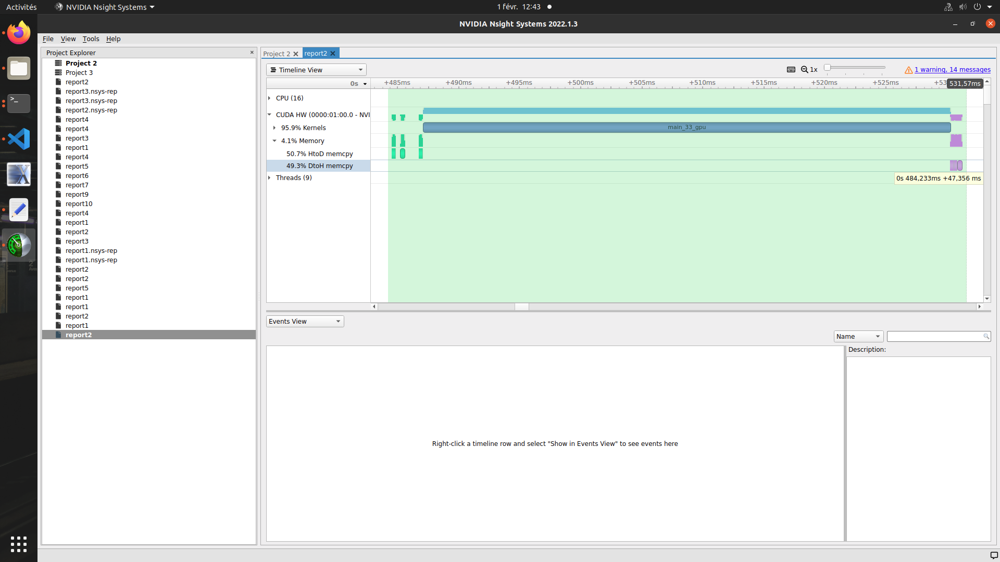 Activités
NVIDIA Nsight Systems
1 févr. 12:43
NVIDIA Nsight Systems 2022.1.3
File View Tools Help
Project Explorer
Project 2
Project 3
report2
report3.nsys-rep
report3.nsys-rep
report2.nsys-rep
report4
report4
report3
report1
report4
report5
report6
report7
report9
report10
report4
report1
report2
report3
report1.nsys-rep
report1.nsys-rep
report2
report2
report5
report1
report1
report2
report1
report2
Project 2
report2
Timeline View
1x
1 warning, 14 messages
0s
+485ms +490ms +495ms +500ms +505ms +510ms +515ms +520ms +525ms +53
531,57ms
CPU (16)
CUDA HW (0000:01:00.0 - NVI
95.9% Kernels
main_33_gpu
4.1% Memory
50.7% HtoD memcpy
49.3% DtoH memcpy
Threads (9)
0s 484,233ms +47,356 ms
Events View
Name
Description:
Right-click a timeline row and select "Show in Events View" to see events here